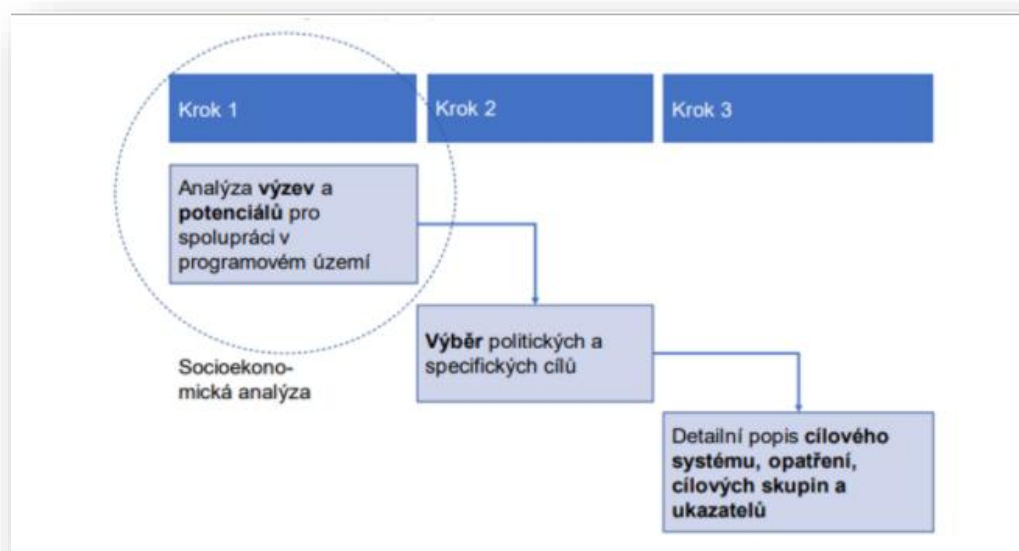 Krok 1
Krok 2
Krok 3
Analýza výzev a
potenciálů pro
spolupráci v
programovém území
Výběr politických a
specifických cílů
Socioekono-
mická analýza
Detailní popis cílového
systému, opatření,
cílových skupin a
ukazatelů